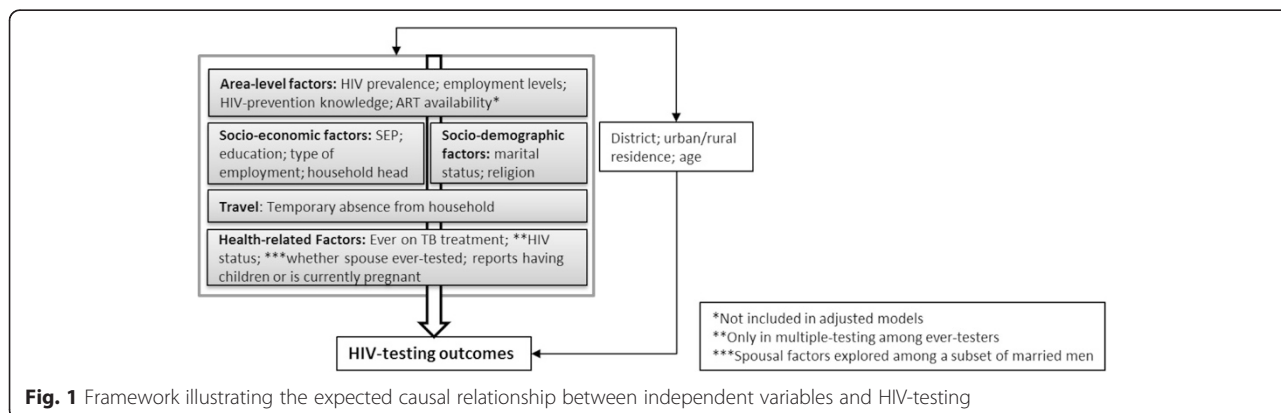 Area-level factors: HIV prevalence; employment levels;
HIV-prevention knowledge; ART availability*
Socio-economic factors: SEP;
education; type of
employment; household head
Socio-demographic
factors: marital
status; religion
Travel: Temporary absence from household
Health-related Factors: Ever on TB treatment; **HIV
status; ***whether spouse ever-tested; reports having
children or is currently pregnant
HIV-testing outcomes
District; urban/rural
residence; age
*Not included in adjusted models
**Only in multiple-testing among ever-testers
***Spousal factors explored among a subset of married men
Fig. 1 Framework illustrating the expected causal relationship between independent variables and HIV-testing